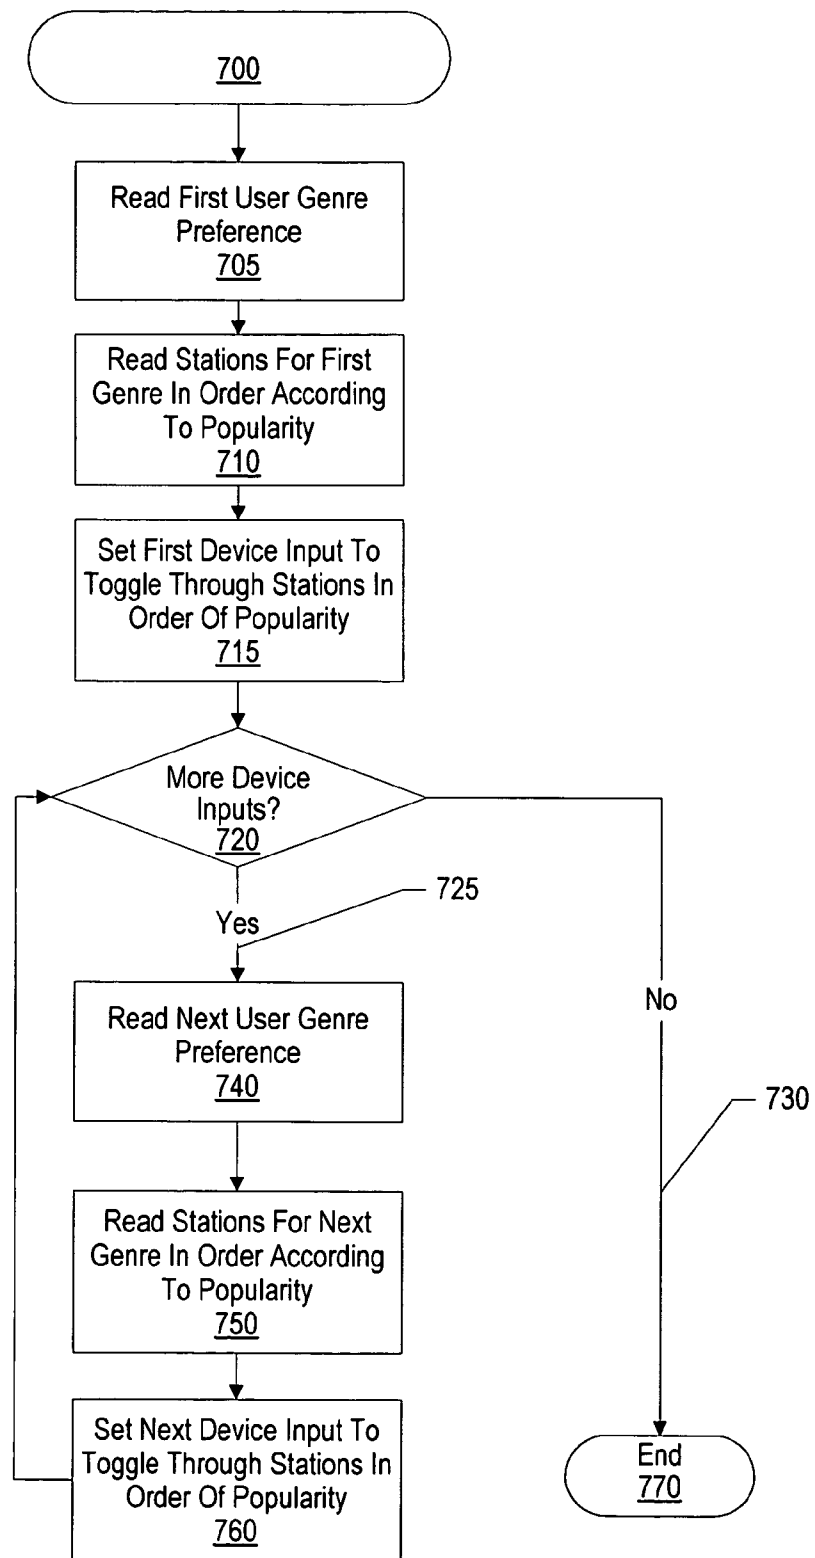 700
Read First User Genre
Preference
705
Read Stations For First
Genre In Order According
To Popularity
710
Set First Device Input To
Toggle Through Stations In
Order Of Popularity
715
More Device
Inputs?
720
725
Yes
No
Read Next User Genre
Preference
740
730
Read Stations For Next
Genre In Order According
To Popularity
750
Set Next Device Input To
Toggle Through Stations In
Order Of Popularity
760
End
770